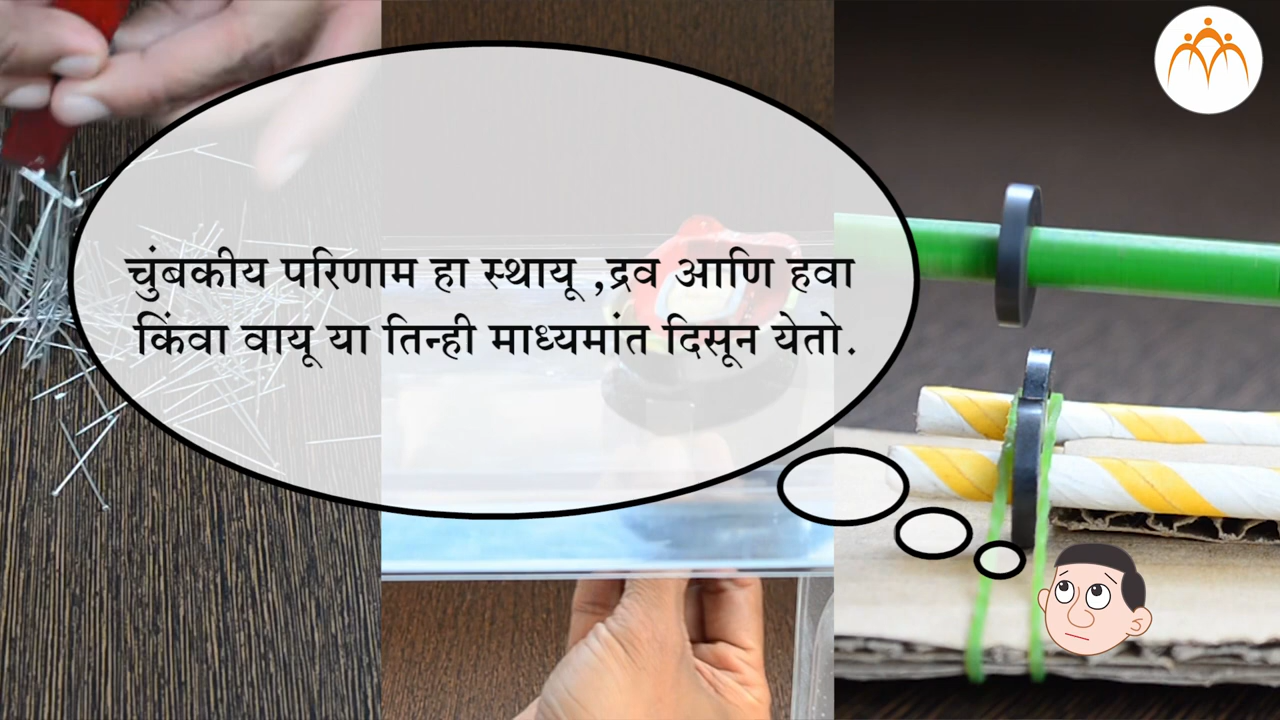 चुंबकीय परिणाम हा स्थायू ,द्रव आणि हवा
किंवा वायू या तिन्ही माध्यमांत दिसून येतो.